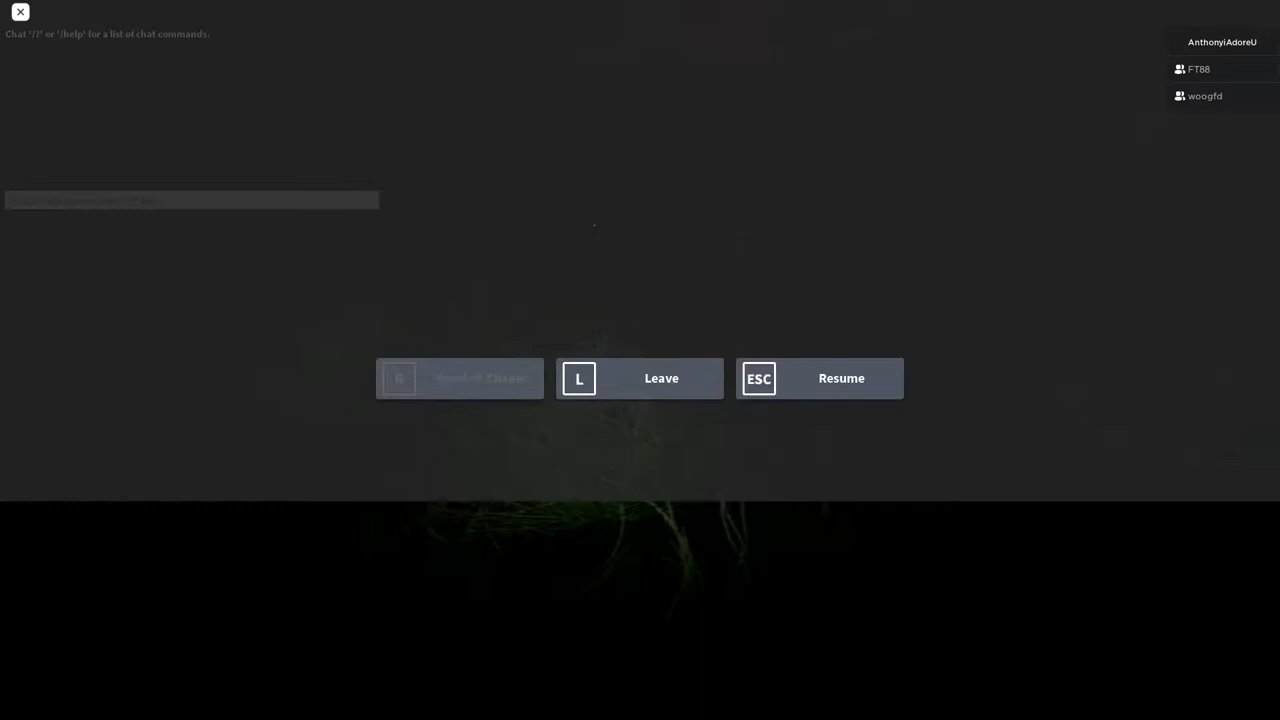 Chat '/?' or '/help' for a list of chat commands.
AnthonyiAdoreU
FT88
woogfd
R
L Leave
ESC Resume